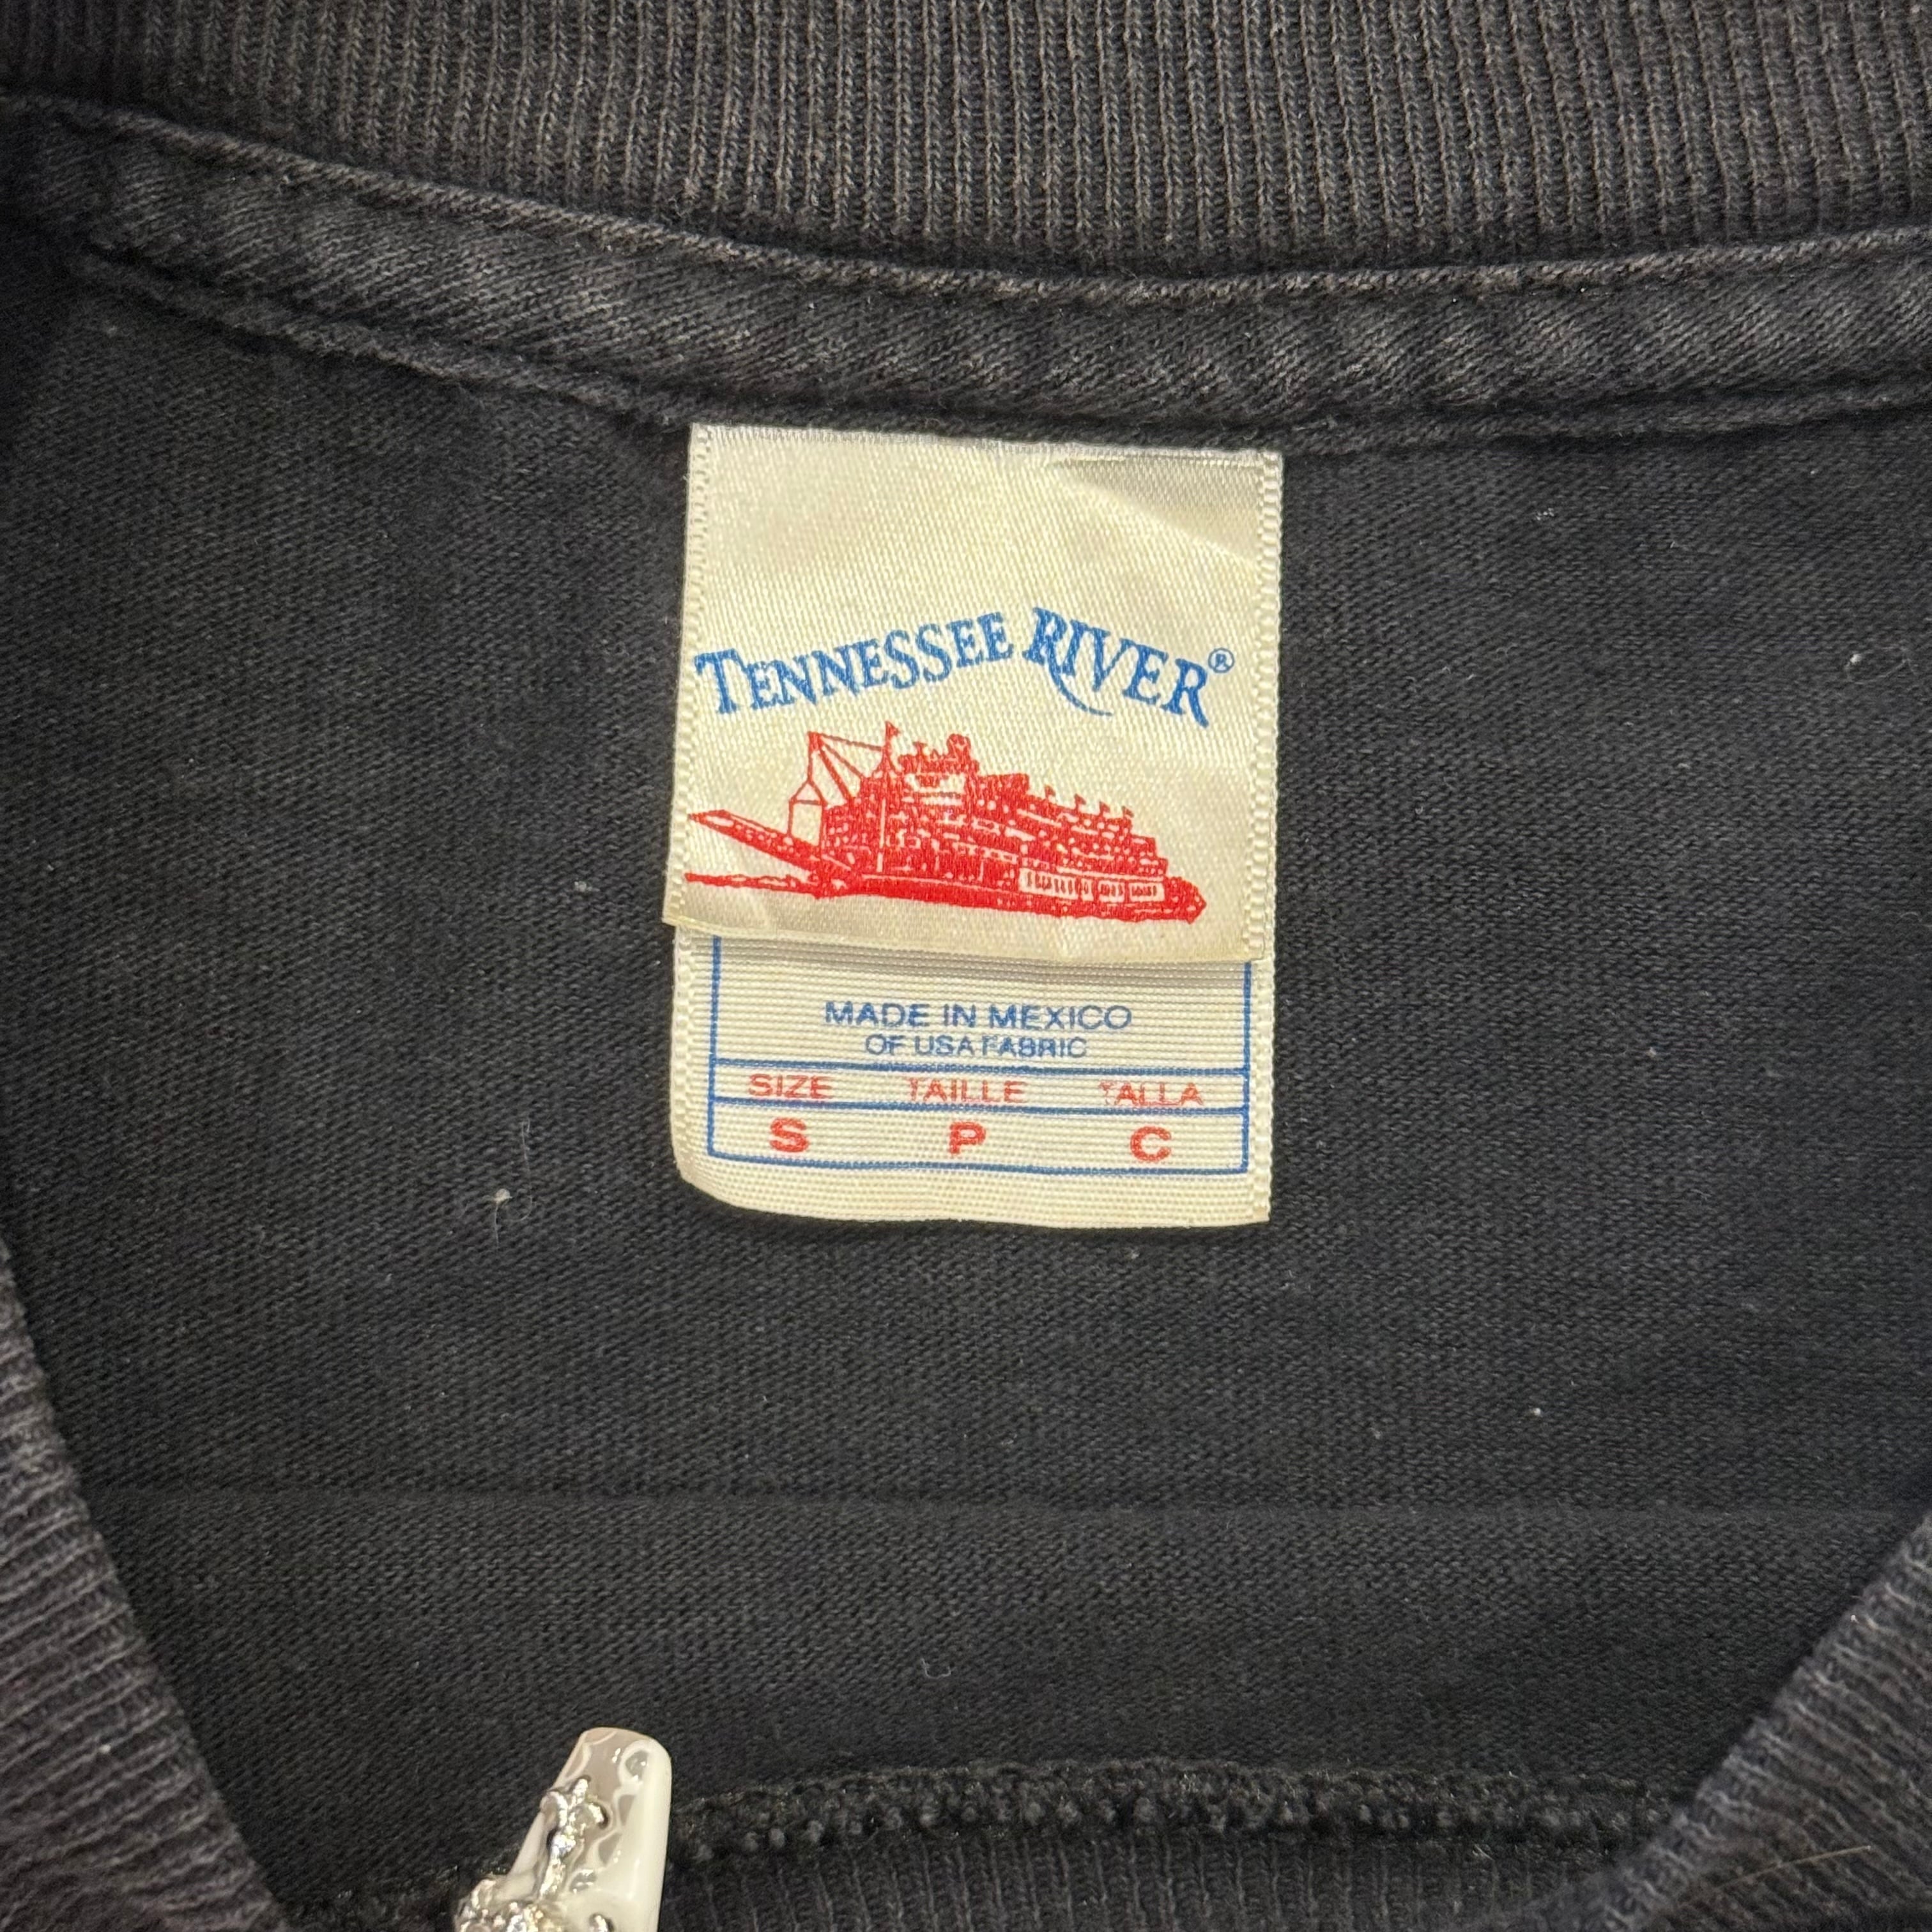 TENNESSEE RIVER®
MADE IN MEXICO
OF USA FABRIC
SIZE TAILLE TALLA
S P C